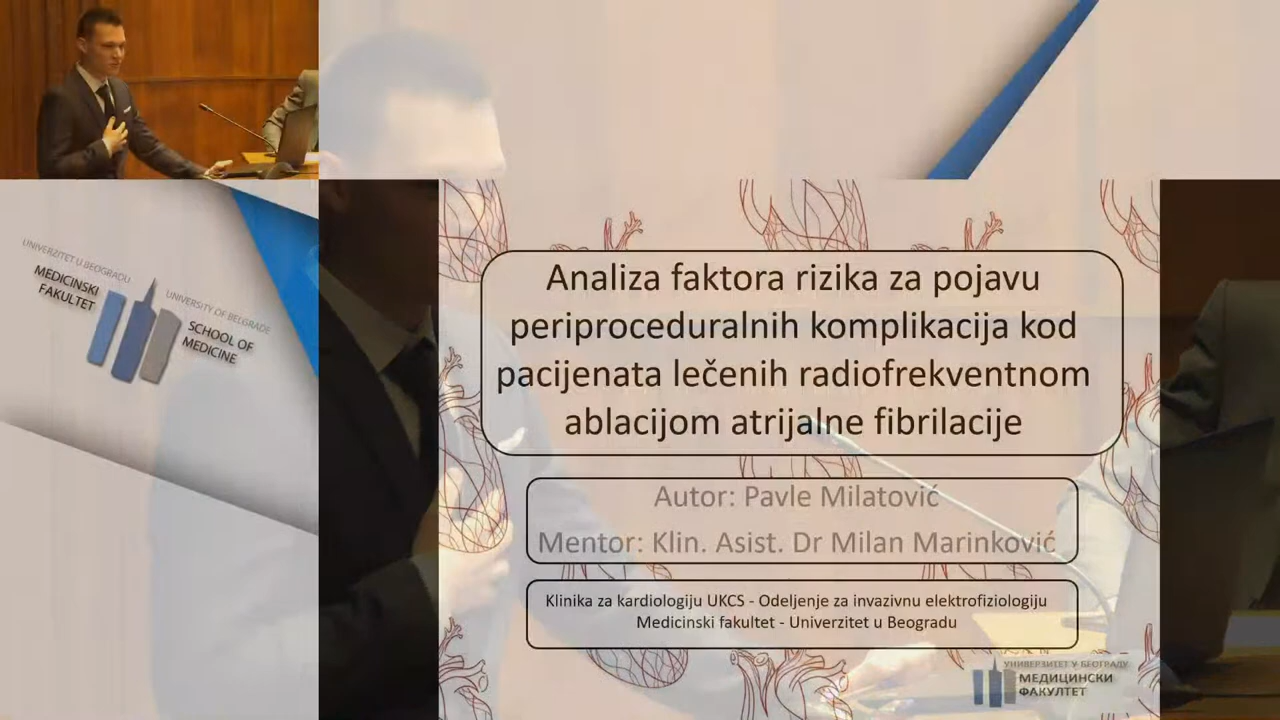 UNIVERZITET U BEOGRADU
MEDICINSKI
FAKULTET
UNIVERSITY OF BELGRADE
SCHOOL OF
MEDICINE
Analiza faktora rizika za pojavu
periproceduralnih komplikacija kod
pacijenata lečenih radiofrekventnom
ablacijom atrijalne fibrilacije
Autor: Pavle Milatović
Mentor: Klin. Asist. Dr Milan Marinković
Klinika za kardiologiju UKCS - Odeljenje za invazivnu elektrofiziologiju
Medicinski fakultet - Univerzitet u Beogradu
УНИВЕРЗИТЕТ У БЕОГРАДУ
МЕДИЦИНСКИ
ФАКУЛТЕТ